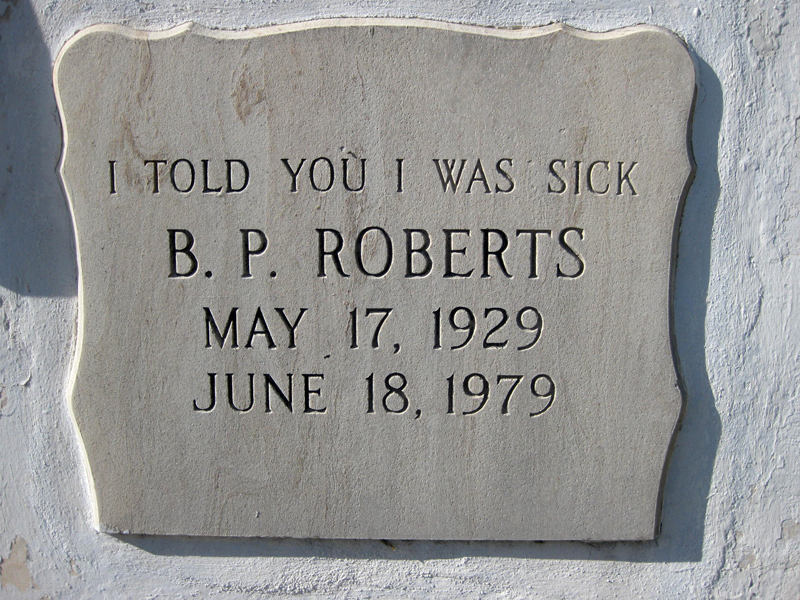 I TOLD YOU I WAS SICK
B. P. ROBERTS
MAY 17, 1929
JUNE 18, 1979